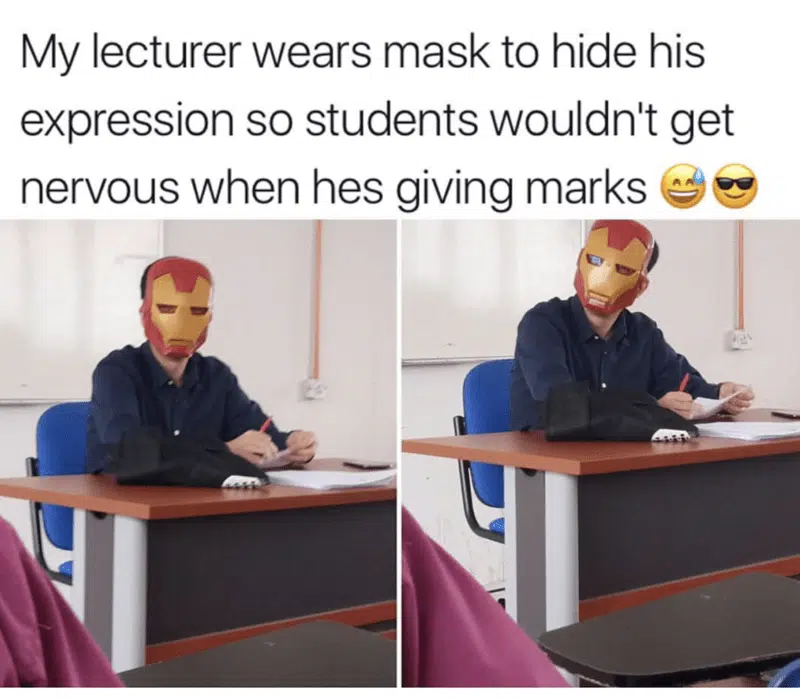 My lecturer wears mask to hide his
expression so students wouldn't get
nervous when hes giving marks 😅😎